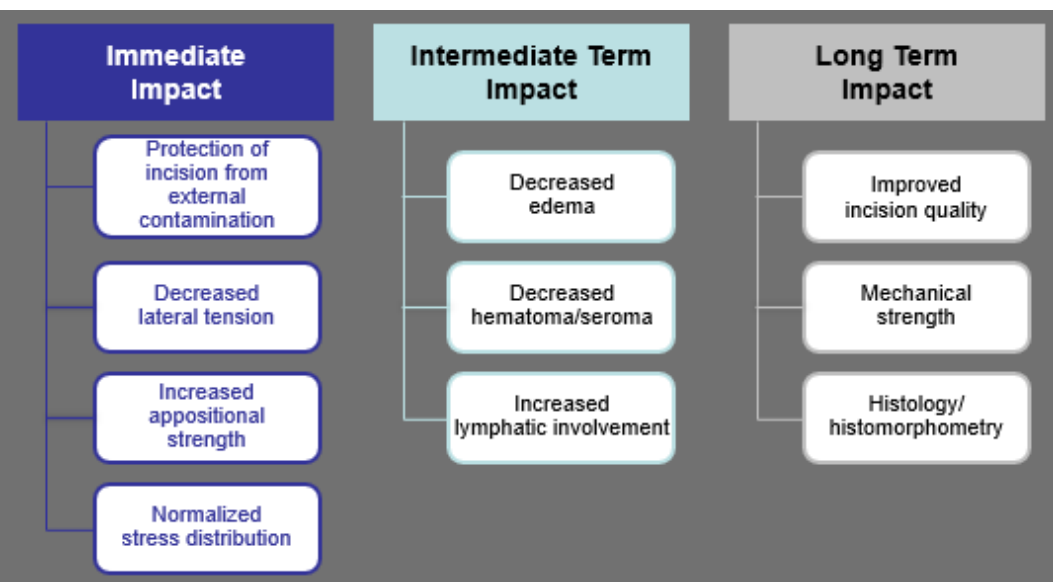 Immediate
Impact
Protection of
incision from
external
contamination
Decreased
lateral tension
Increased
appositional
strength
Normalized
stress distribution
Intermediate Term
Impact
Decreased
edema
Decreased
hematoma/seroma
Increased
lymphatic involvement
Long Term
Impact
Improved
incision quality
Mechanical
strength
Histology/
histomorphometry